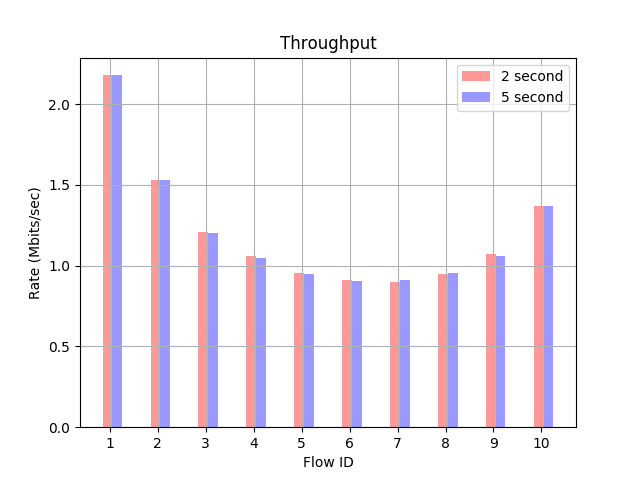 Throughput
2 second
5 second
Rate (Mbits/sec)
2.0
1.5
1.0
0.5
0.0
1 2 3 4 5 6 7 8 9 10
Flow ID